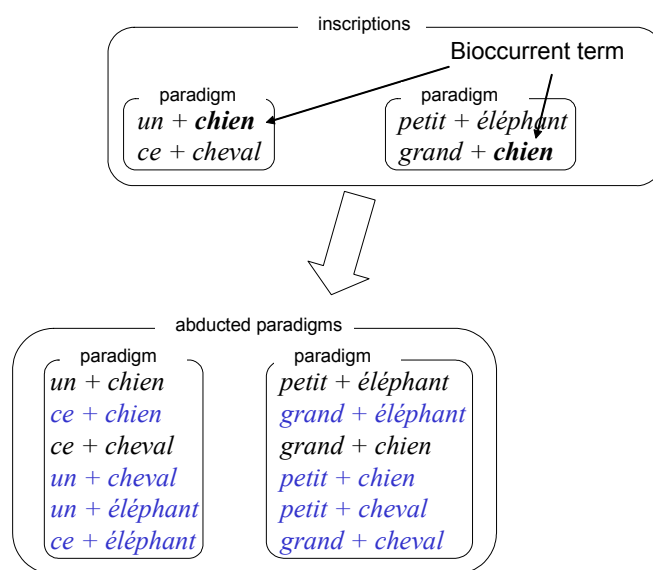 inscriptions
Bioccurrent term
paradigm
un + chien
ce + cheval
paradigm
petit + éléphant
grand + chien
abducted paradigms
paradigm
un + chien
ce + chien
ce + cheval
un + cheval
un + éléphant
ce + éléphant
paradigm
petit + éléphant
grand + éléphant
grand + chien
petit + chien
petit + cheval
grand + cheval